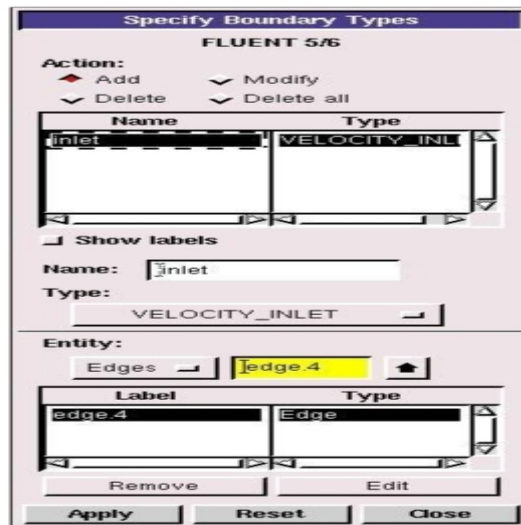 Specify Boundary Types
FLUENT 5/6
Action:
Add Modify
Delete Delete all
Name Type
inlet VELOCITY_INL
Show labels
Name: inlet
Type:
VELOCITY_INLET
Entity:
Edges edge.4
Label Type
edge.4 Edge
Remove Edit
Apply Reset Close